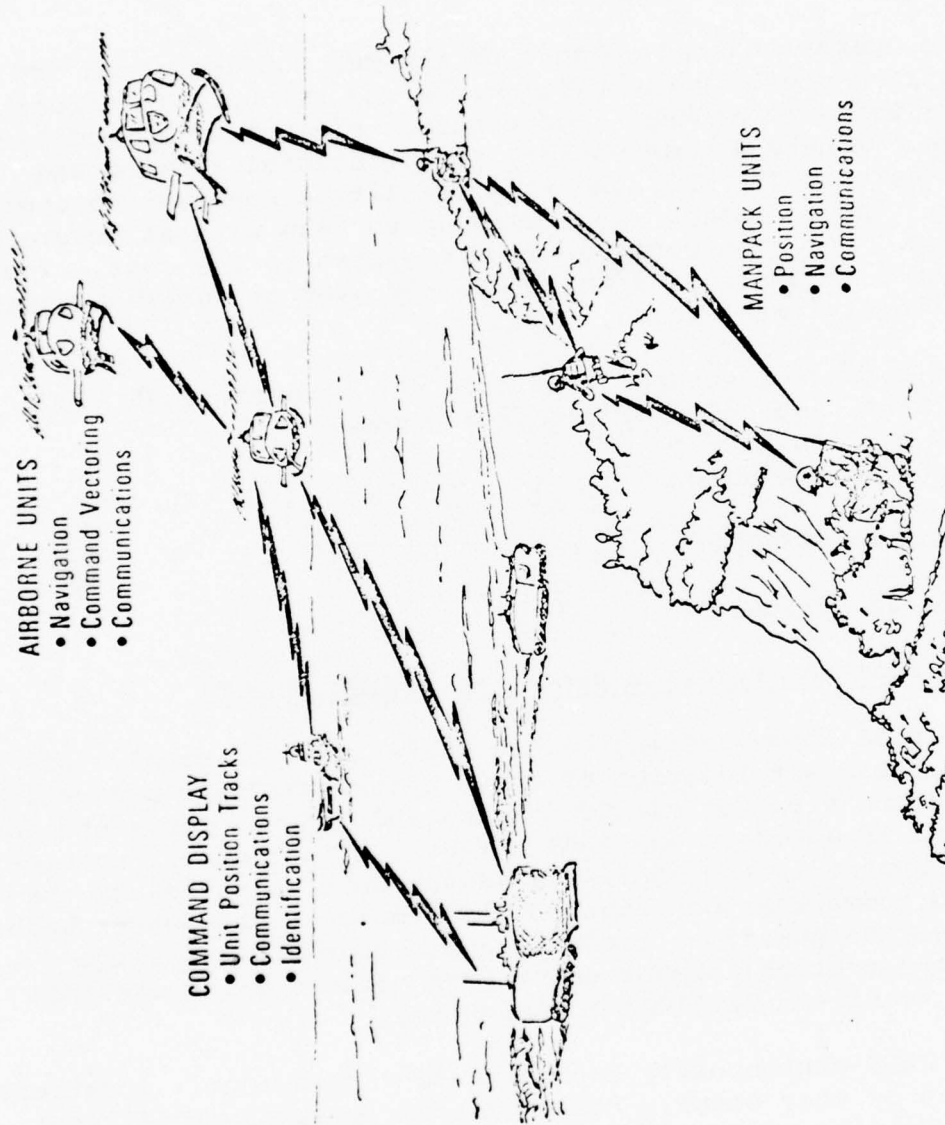 AIRBORNE UNITS
• Navigation
• Command Vectoring
• Communications
COMMAND DISPLAY
• Unit Position Tracks
• Communications
• Identification
MANPACK UNITS
• Position
• Navigation
• Communications